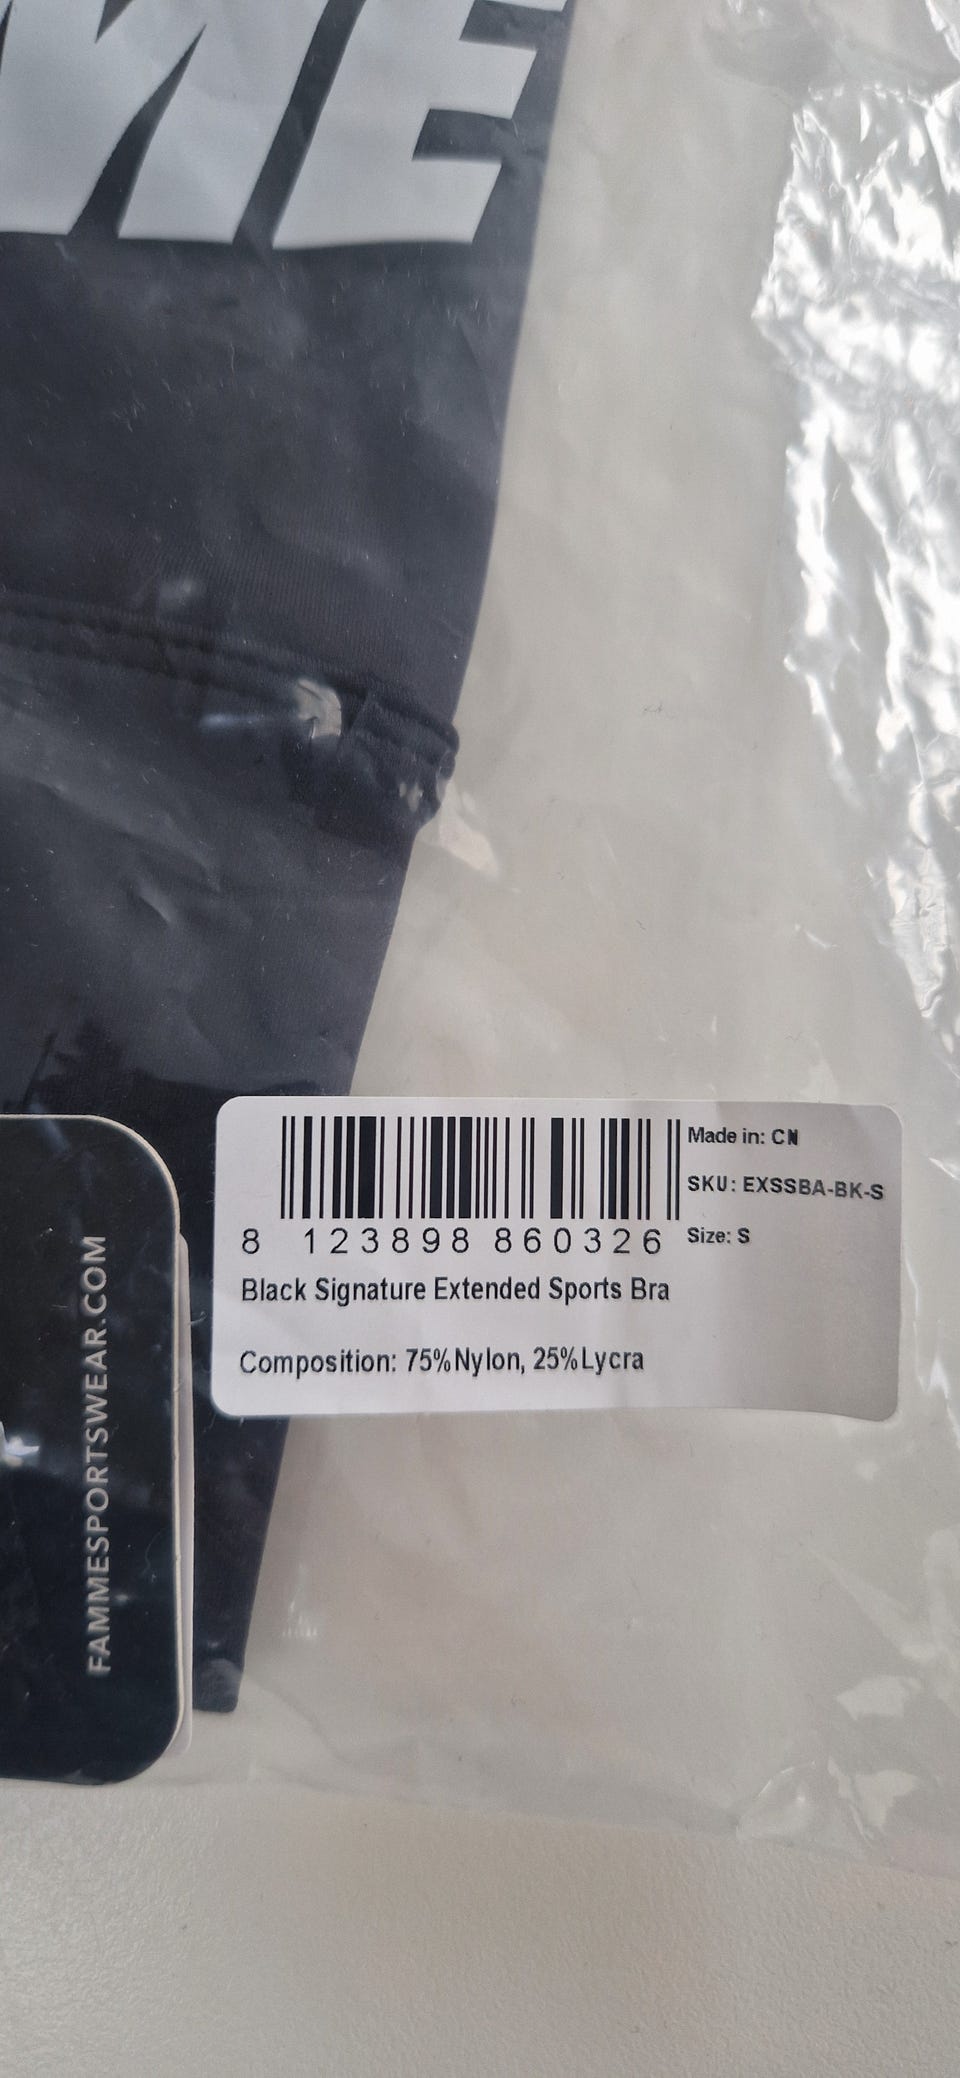 ME
Made in: CN
SKU: EXSSBA-BK-S
8 123898 860326
Size: S
Black Signature Extended Sports Bra
Composition: 75%Nylon, 25%Lycra
FAMMESPORTSWEAR.COM